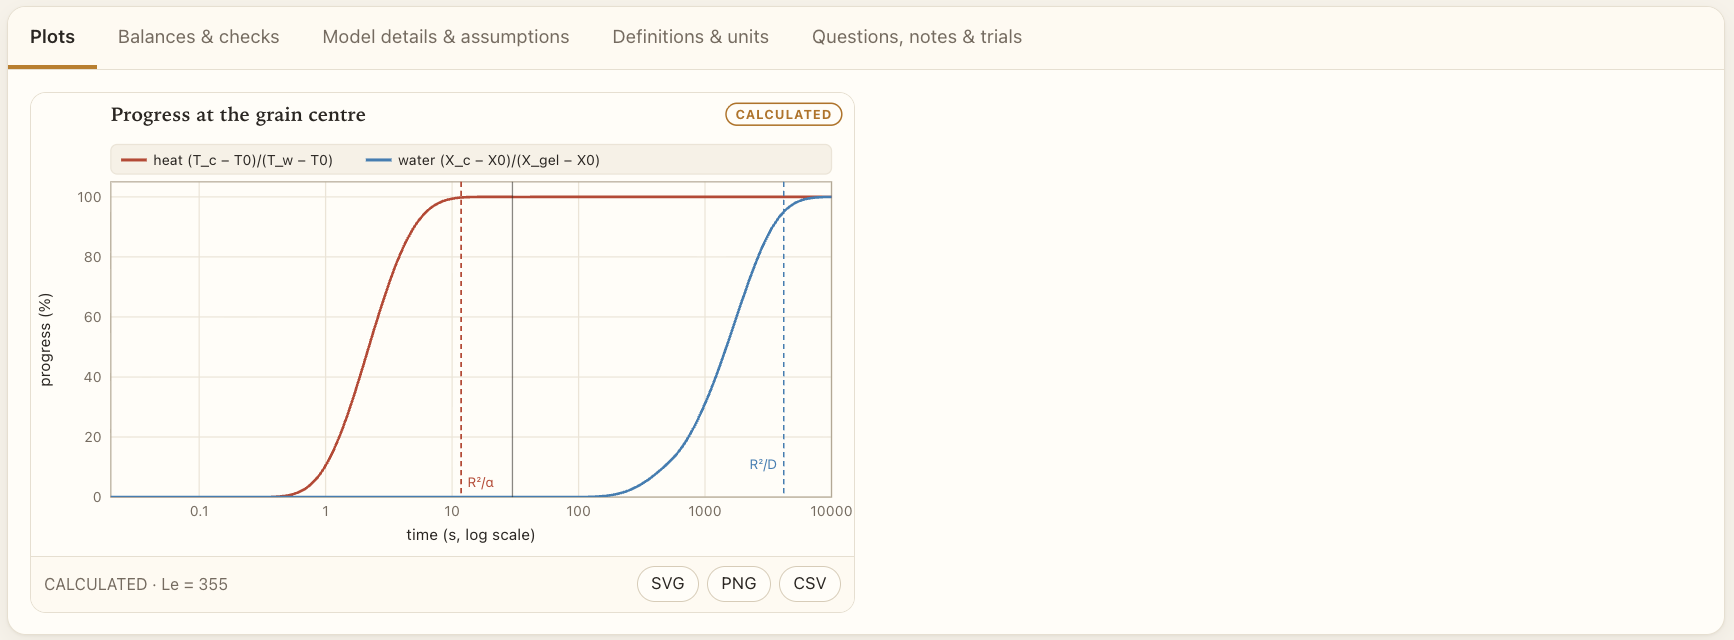 Plots Balances & checks Model details & assumptions Definitions & units Questions, notes & trials
Progress at the grain centre CALCULATED
heat (T_c − T0)/(T_w − T0) water (X_c − X0)/(X_gel − X0)
100
80
60
40
20
0
progress (%)
R²/α
R²/D
0.1 1 10 100 1000 10000
time (s, log scale)
CALCULATED · Le = 355 SVG PNG CSV